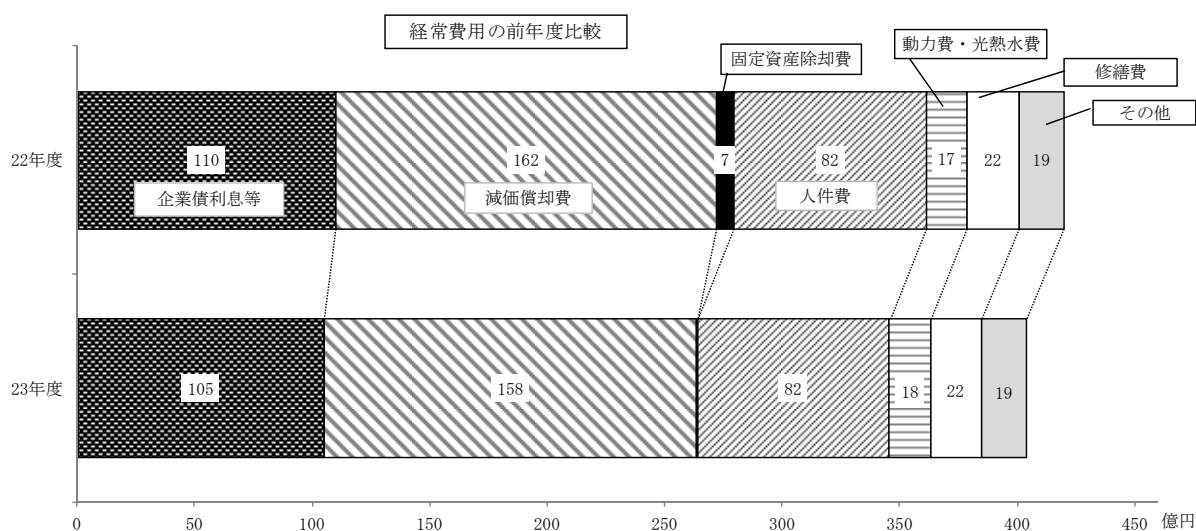 経常費用の前年度比較
固定資産除却費
動力費・光熱水費
修繕費
その他
22年度
110
162
7
82
17
22
19
企業債利息等
減価償却費
人件費
23年度
105
158
82
18
22
19
0
50
100
150
200
250
300
350
400
450
億円